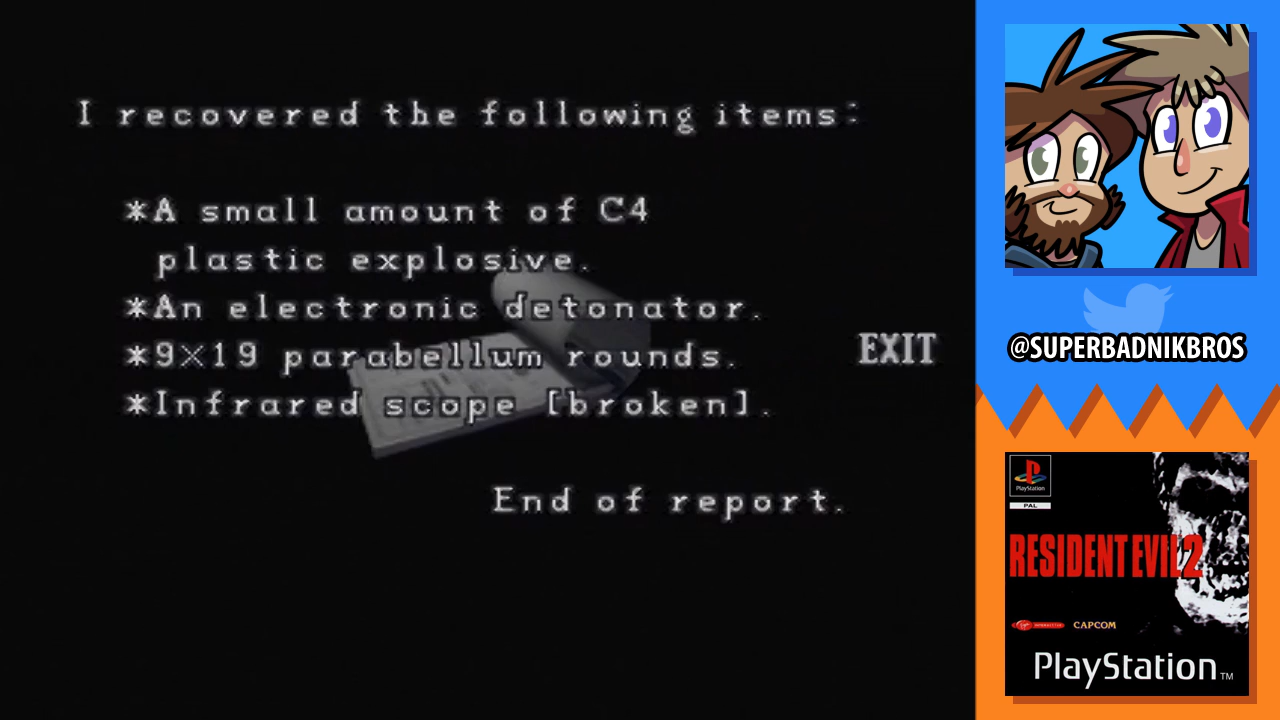 I recovered the following items:
*A small amount of C4
plastic explosive.
*An electronic detonator.
*9×19 parabellum rounds.
*Infrared scope [broken].
End of report.
EXIT
@SUPERBADNIKBROS
PlayStation
PAL
RESIDENT EVIL 2
CAPCOM
PlayStation™